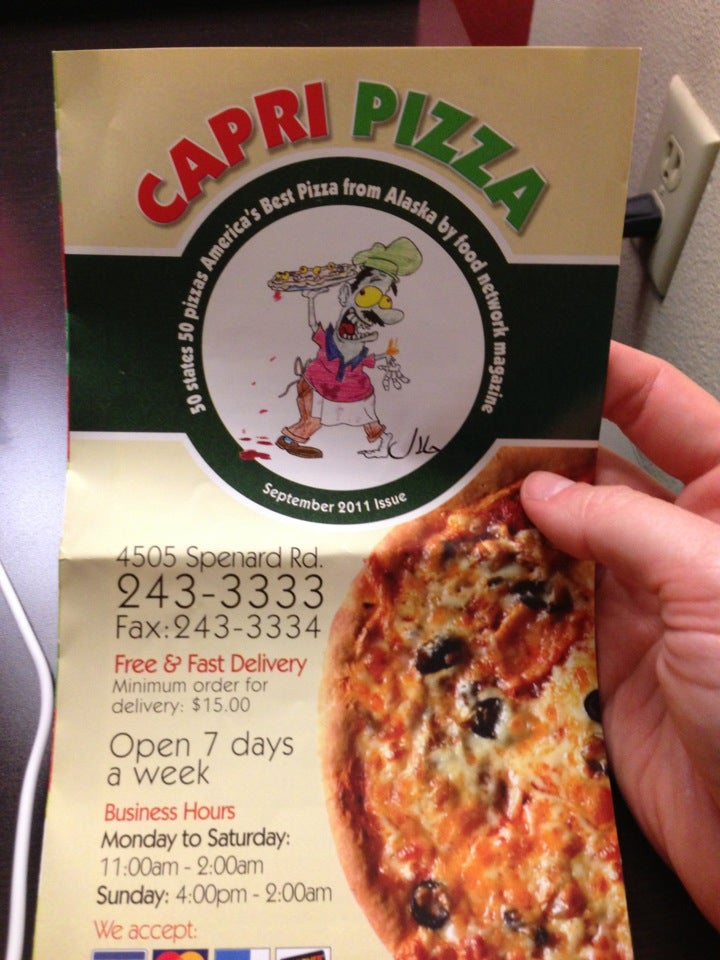 CAPRI PIZZA
50 states 50 pizzas America's Best Pizza from Alaska by food network magazine
September 2011 Issue
4505 Spenard Rd.
243-3333
Fax:243-3334
Free & Fast Delivery
Minimum order for
delivery: $15.00
Open 7 days
a week
Business Hours
Monday to Saturday:
11:00am - 2:00am
Sunday: 4:00pm - 2:00am
We accept: